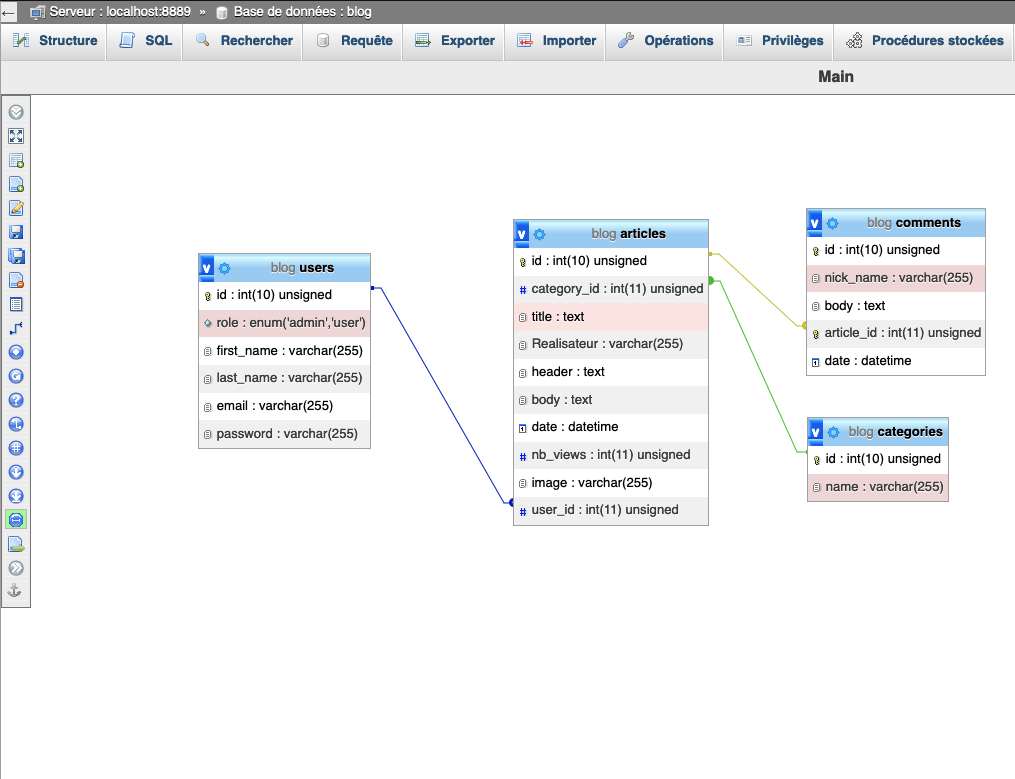 Serveur : localhost:8889 » Base de données : blog
Structure SQL Rechercher Requête Exporter Importer Opérations Privilèges Procédures stockées
Main
v blog users
id : int(10) unsigned
role : enum('admin','user')
first_name : varchar(255)
last_name : varchar(255)
email : varchar(255)
password : varchar(255)
v blog articles
id : int(10) unsigned
category_id : int(11) unsigned
title : text
Realisateur : varchar(255)
header : text
body : text
date : datetime
nb_views : int(11) unsigned
image : varchar(255)
user_id : int(11) unsigned
v blog comments
id : int(10) unsigned
nick_name : varchar(255)
body : text
article_id : int(11) unsigned
date : datetime
v blog categories
id : int(10) unsigned
name : varchar(255)